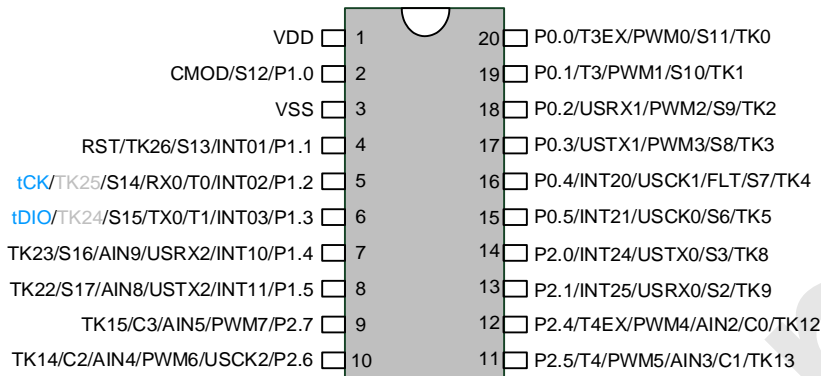 VDD 1 20 P0.0/T3EX/PWM0/S11/TK0
CMOD/S12/P1.0 2 19 P0.1/T3/PWM1/S10/TK1
VSS 3 18 P0.2/USRX1/PWM2/S9/TK2
RST/TK26/S13/INT01/P1.1 4 17 P0.3/USTX1/PWM3/S8/TK3
tCK/TK25/S14/RX0/T0/INT02/P1.2 5 16 P0.4/INT20/USCK1/FLT/S7/TK4
tDIO/TK24/S15/TX0/T1/INT03/P1.3 6 15 P0.5/INT21/USCK0/S6/TK5
TK23/S16/AIN9/USRX2/INT10/P1.4 7 14 P2.0/INT24/USTX0/S3/TK8
TK22/S17/AIN8/USTX2/INT11/P1.5 8 13 P2.1/INT25/USRX0/S2/TK9
TK15/C3/AIN5/PWM7/P2.7 9 12 P2.4/T4EX/PWM4/AIN2/C0/TK12
TK14/C2/AIN4/PWM6/USCK2/P2.6 10 11 P2.5/T4/PWM5/AIN3/C1/TK13